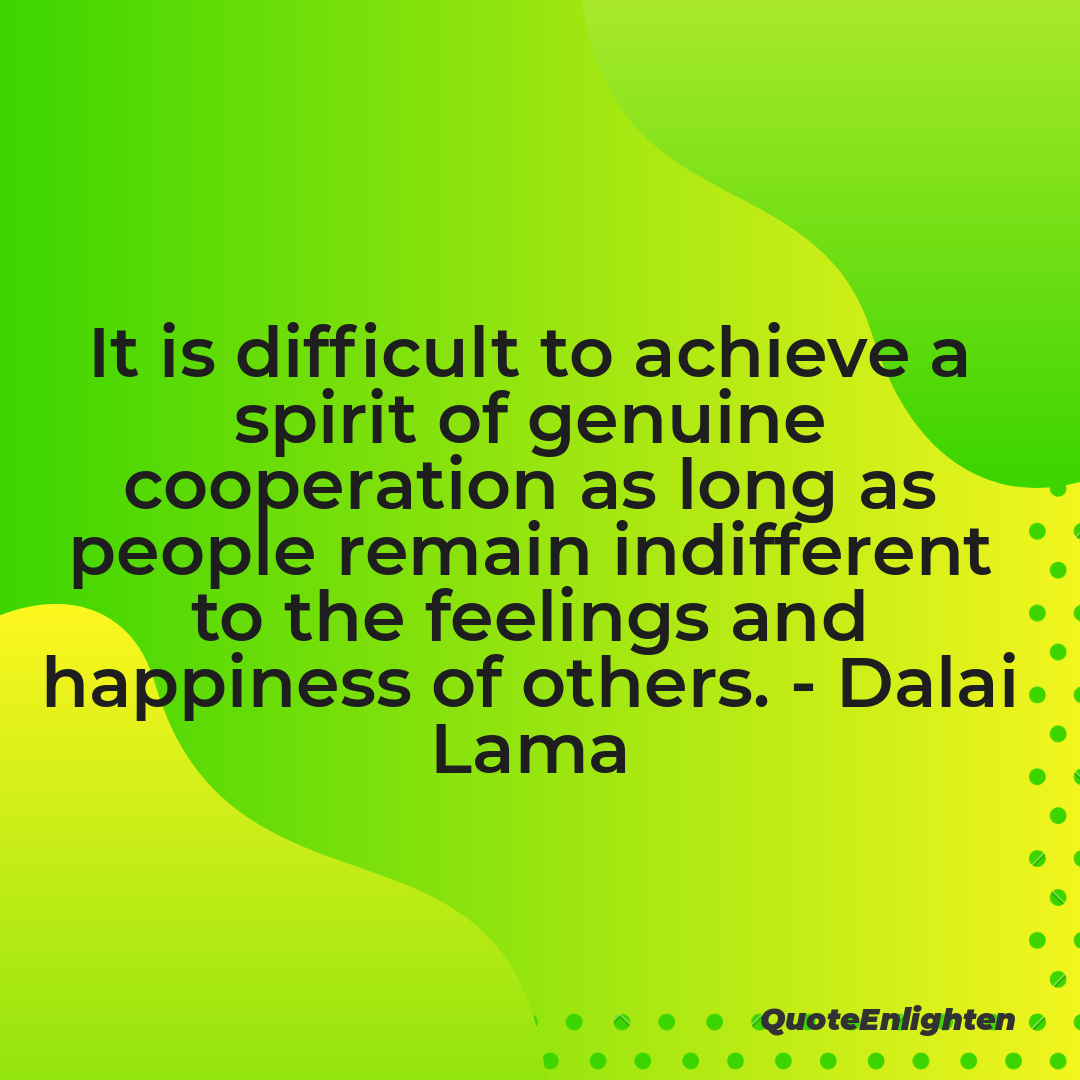 It is difficult to achieve a
spirit of genuine
cooperation as long as
people remain indifferent
to the feelings and
happiness of others. - Dalai
Lama
QuoteEnlighten